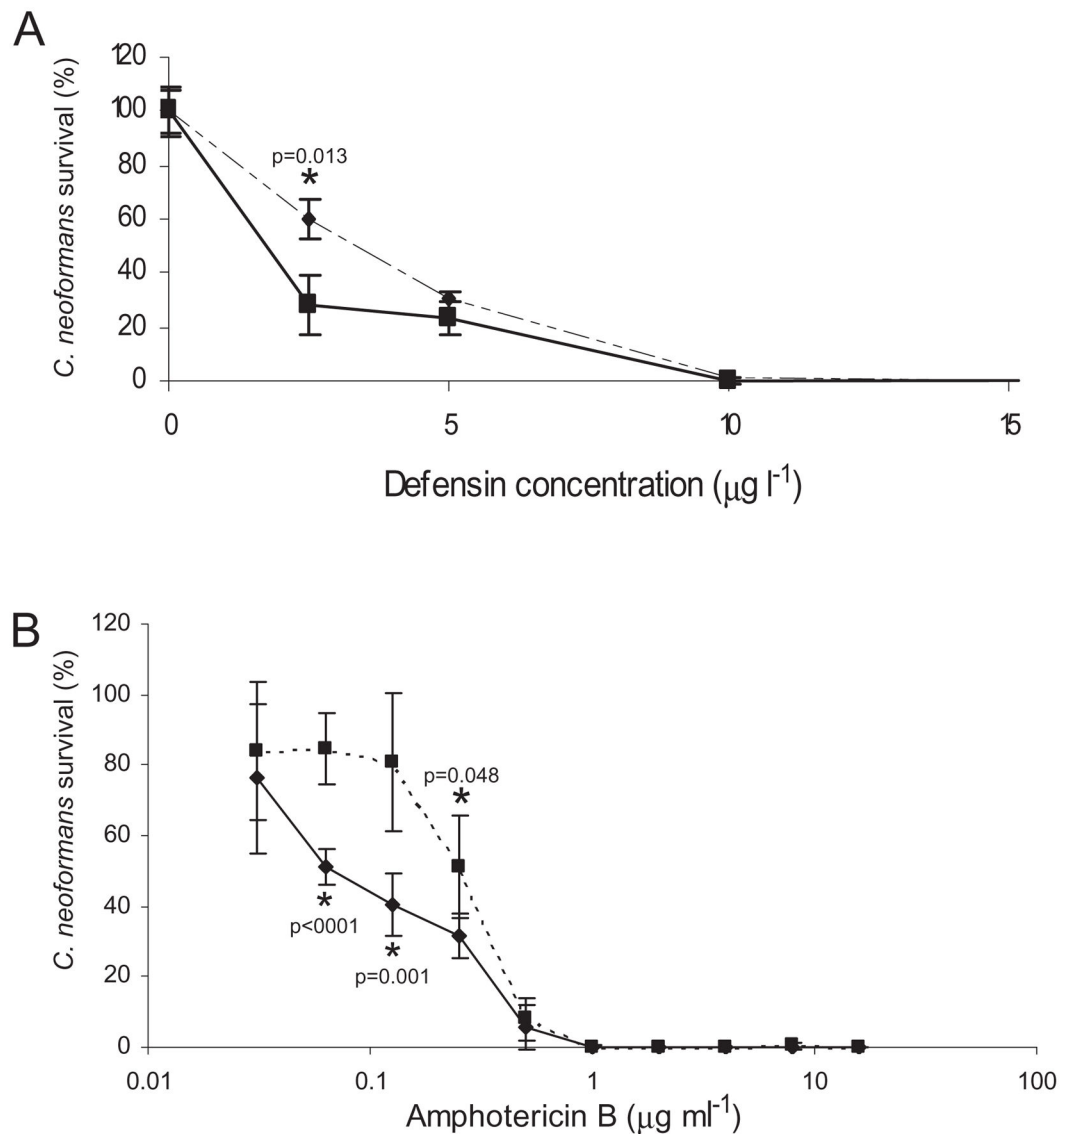 A
C. neoformans survival (%)
120
100
80
60
40
20
0
p=0.013
*
0 5 10 15
Defensin concentration (μg l⁻¹)
B
C. neoformans survival (%)
120
100
80
60
40
20
0
p=0.048
*
*
p<0001
*
p=0.001
0.01 0.1 1 10 100
Amphotericin B (μg ml⁻¹)